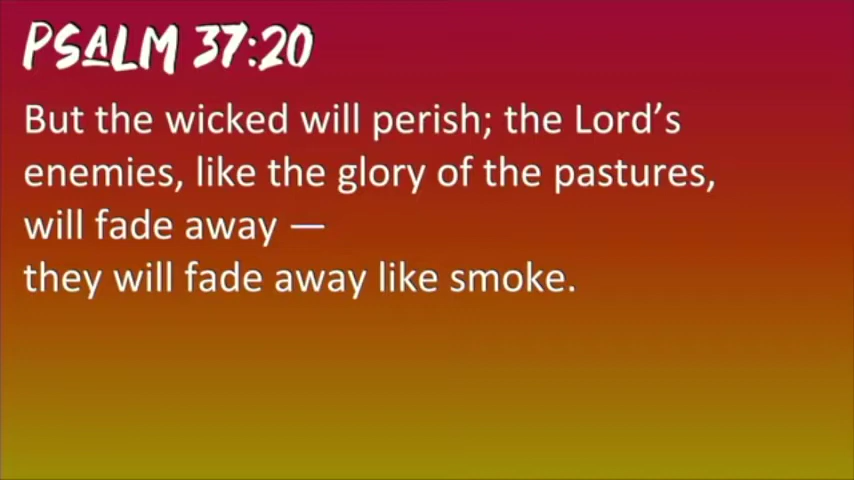 PSALM 37:20
But the wicked will perish; the Lord’s
enemies, like the glory of the pastures,
will fade away —
they will fade away like smoke.